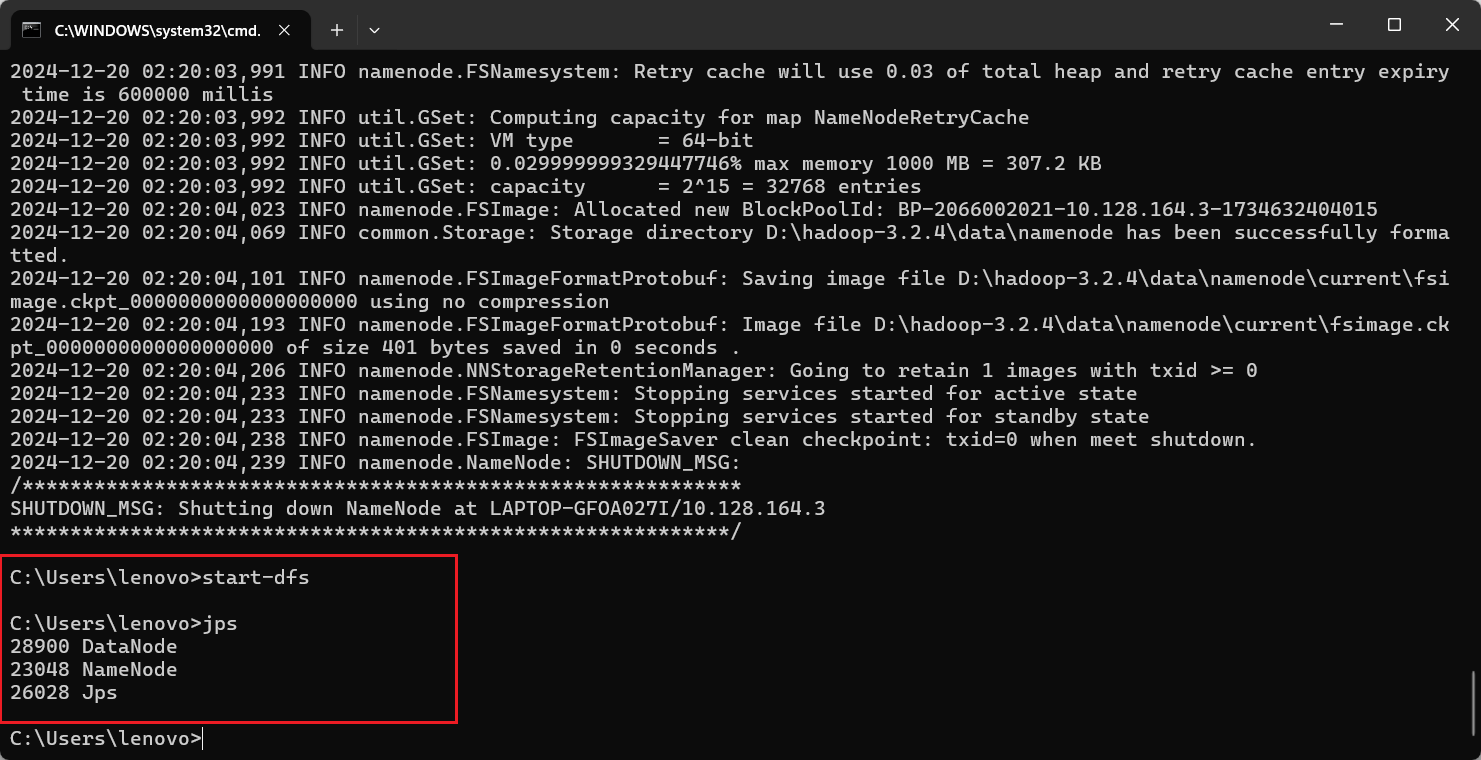 C:\WINDOWS\system32\cmd.
2024-12-20 02:20:03,991 INFO namenode.FSNamesystem: Retry cache will use 0.03 of total heap and retry cache entry expiry
 time is 600000 millis
2024-12-20 02:20:03,992 INFO util.GSet: Computing capacity for map NameNodeRetryCache
2024-12-20 02:20:03,992 INFO util.GSet: VM type       = 64-bit
2024-12-20 02:20:03,992 INFO util.GSet: 0.029999999329447746% max memory 1000 MB = 307.2 KB
2024-12-20 02:20:03,992 INFO util.GSet: capacity      = 2^15 = 32768 entries
2024-12-20 02:20:04,023 INFO namenode.FSImage: Allocated new BlockPoolId: BP-2066002021-10.128.164.3-1734632404015
2024-12-20 02:20:04,069 INFO common.Storage: Storage directory D:\hadoop-3.2.4\data\namenode has been successfully forma
tted.
2024-12-20 02:20:04,101 INFO namenode.FSImageFormatProtobuf: Saving image file D:\hadoop-3.2.4\data\namenode\current\fsi
mage.ckpt_0000000000000000000 using no compression
2024-12-20 02:20:04,193 INFO namenode.FSImageFormatProtobuf: Image file D:\hadoop-3.2.4\data\namenode\current\fsimage.ck
pt_0000000000000000000 of size 401 bytes saved in 0 seconds .
2024-12-20 02:20:04,206 INFO namenode.NNStorageRetentionManager: Going to retain 1 images with txid >= 0
2024-12-20 02:20:04,233 INFO namenode.FSNamesystem: Stopping services started for active state
2024-12-20 02:20:04,233 INFO namenode.FSNamesystem: Stopping services started for standby state
2024-12-20 02:20:04,238 INFO namenode.FSImage: FSImageSaver clean checkpoint: txid=0 when meet shutdown.
2024-12-20 02:20:04,239 INFO namenode.NameNode: SHUTDOWN_MSG:
/************************************************************
SHUTDOWN_MSG: Shutting down NameNode at LAPTOP-GFOA027I/10.128.164.3
************************************************************/
C:\Users\lenovo>start-dfs
C:\Users\lenovo>jps
28900 DataNode
23048 NameNode
26028 Jps
C:\Users\lenovo>